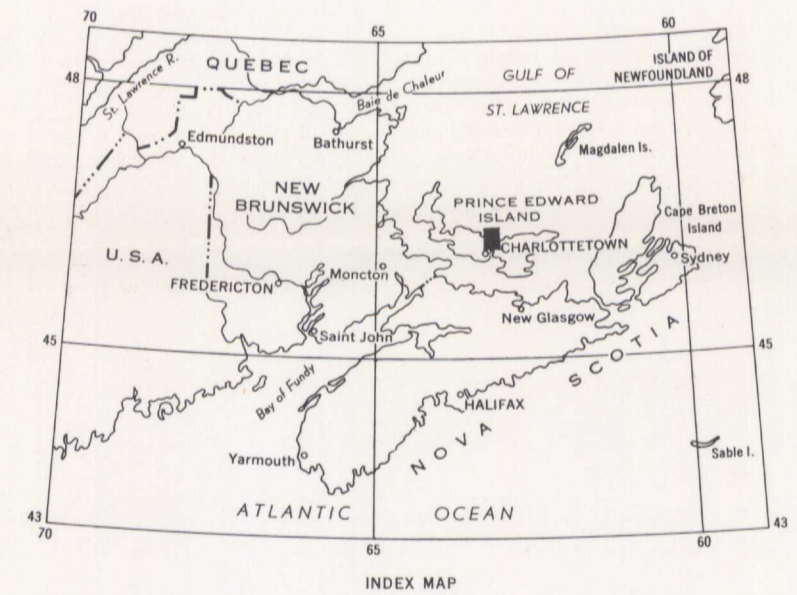 70
65
60
QUEBEC
ISLAND OF
NEWFOUNDLAND
48
St. Lawrence R.
GULF OF
48
Baie de Chaleur
ST. LAWRENCE
Edmundston
Bathurst
Magdalen Is.
NEW
BRUNSWICK
PRINCE EDWARD
ISLAND
Cape Breton
Island
CHARLOTTETOWN
U.S.A.
Sydney
Moncton
FREDERICTON
New Glasgow
Saint John
45
45
Bay of Fundy
NOVA SCOTIA
HALIFAX
Yarmouth
Sable I.
ATLANTIC OCEAN
43
43
70
65
60
INDEX MAP